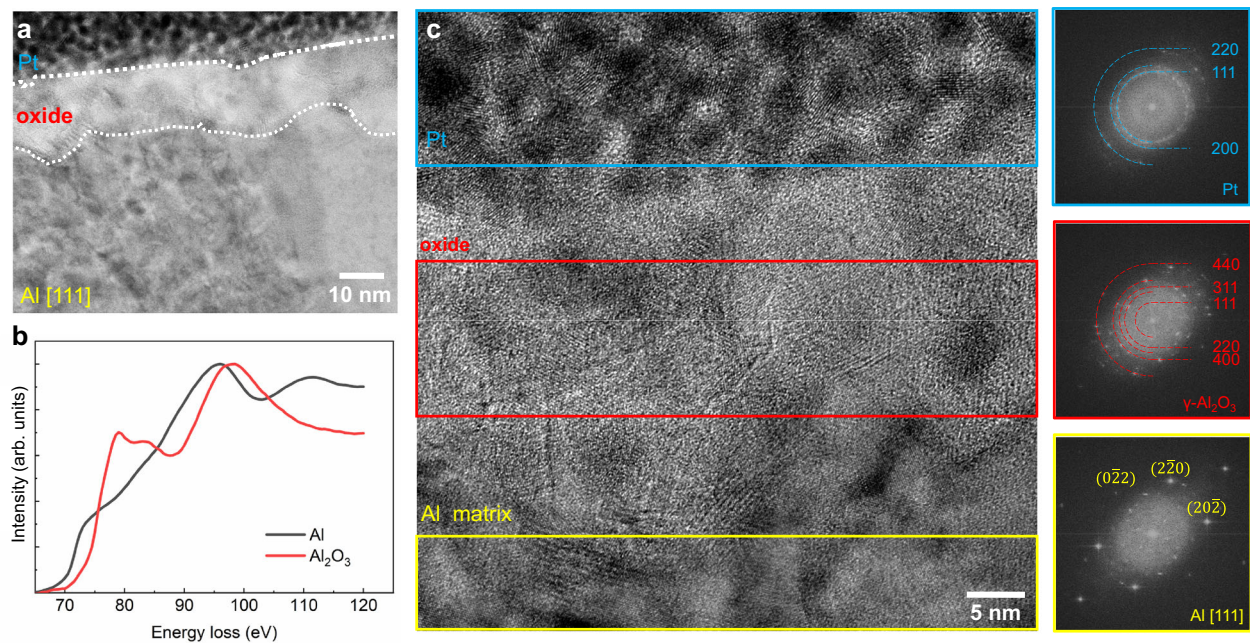 a
Pt
oxide
Al [111]
10 nm
b
Intensity (arb. units)
Al
Al₂O₃
70 80 90 100 110 120
Energy loss (eV)
c
Pt
oxide
Al matrix
5 nm
220
111
200
Pt
440
311
111
220
400
γ-Al₂O₃
(02̅2)
(22̅0)
(202̅)
Al [111]